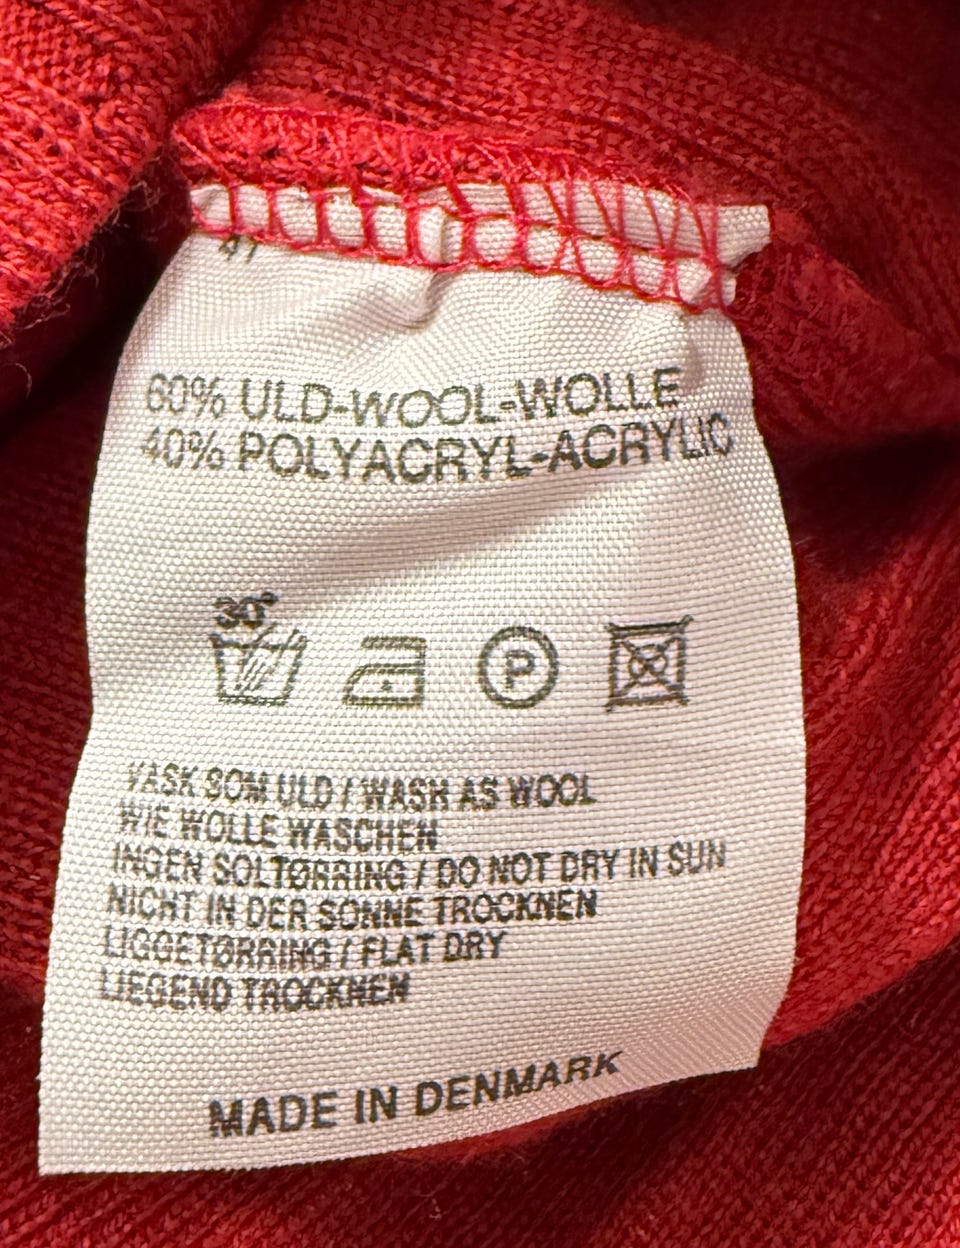 41
60% ULD-WOOL-WOLLE
40% POLYACRYL-ACRYLIC
30°
P
VASK SOM ULD / WASH AS WOOL
WIE WOLLE WASCHEN
INGEN SOLTØRRING / DO NOT DRY IN SUN
NICHT IN DER SONNE TROCKNEN
LIGGETØRRING / FLAT DRY
LIEGEND TROCKNEN
MADE IN DENMARK